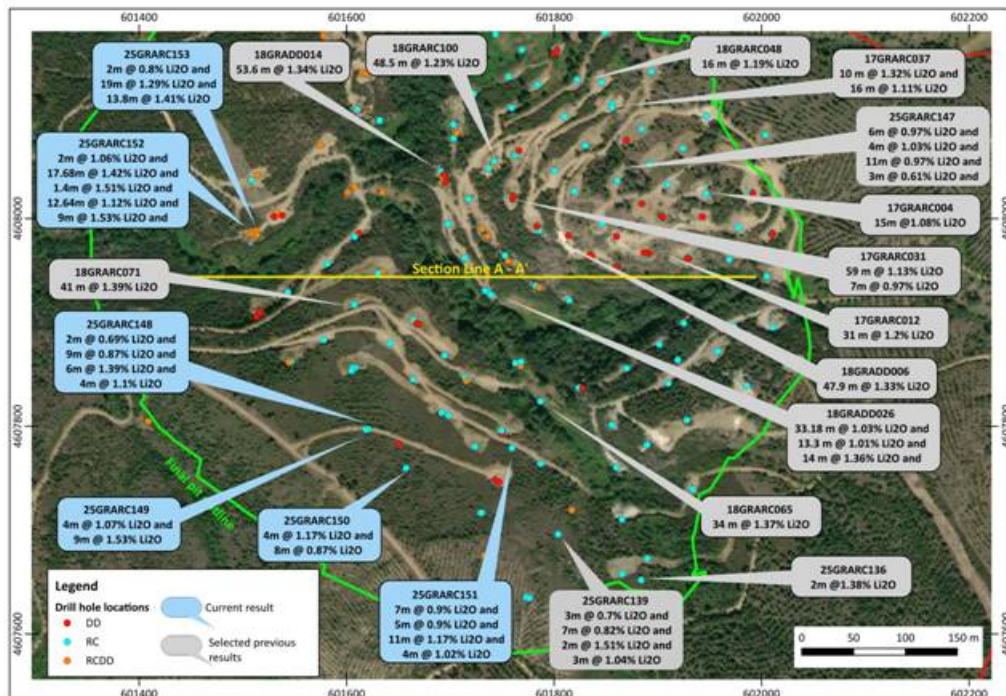 601400
601600
601800
602000
602200
25GRARC153
2m @ 0.8% Li2O and
19m @ 1.29% Li2O and
13.8m @ 1.41% Li2O
18GRADD014
53.6 m @ 1.34% Li2O
18GRARC100
48.5 m @ 1.23% Li2O
18GRARC048
16 m @ 1.19% Li2O
17GRARC037
10 m @ 1.32% Li2O and
16 m @ 1.11% Li2O
25GRARC147
6m @ 0.97% Li2O and
4m @ 1.03% Li2O and
11m @ 0.97% Li2O and
3m @ 0.61% Li2O
25GRARC152
2m @ 1.06% Li2O and
17.68m @ 1.42% Li2O and
1.4m @ 1.51% Li2O and
12.64m @ 1.12% Li2O and
9m @ 1.53% Li2O and
17GRARC004
15m @1.08% Li2O
4608000
4608000
17GRARC031
59 m @ 1.13% Li2O
7m @ 0.97% Li2O
Section Line A - A'
18GRARC071
41 m @ 1.39% Li2O
17GRARC012
31 m @ 1.2% Li2O
25GRARC148
2m @ 0.69% Li2O and
9m @ 0.87% Li2O and
6m @ 1.39% Li2O and
4m @ 1.1% Li2O
18GRADD006
47.9 m @ 1.33% Li2O
18GRADD026
33.18 m @ 1.03% Li2O and
13.3 m @ 1.01% Li2O and
14 m @ 1.36% Li2O and
4607800
4607800
Final pit outline
25GRARC149
4m @ 1.07% Li2O and
9m @ 1.53% Li2O
25GRARC150
4m @ 1.17% Li2O and
8m @ 0.87% Li2O
18GRARC065
34 m @ 1.37% Li2O
25GRARC136
2m @1.38% Li2O
25GRARC151
7m @ 0.9% Li2O and
5m @ 0.9% Li2O and
11m @ 1.17% Li2O and
4m @ 1.02% Li2O
25GRARC139
3m @ 0.7% Li2O and
7m @ 0.82% Li2O and
2m @ 1.51% Li2O and
3m @ 1.04% Li2O
Legend
Drill hole locations
DD
RC
RCDD
Current result
Selected previous
results
4607600
4607600
0 50 100 150 m
601400
601600
601800
602000
602200